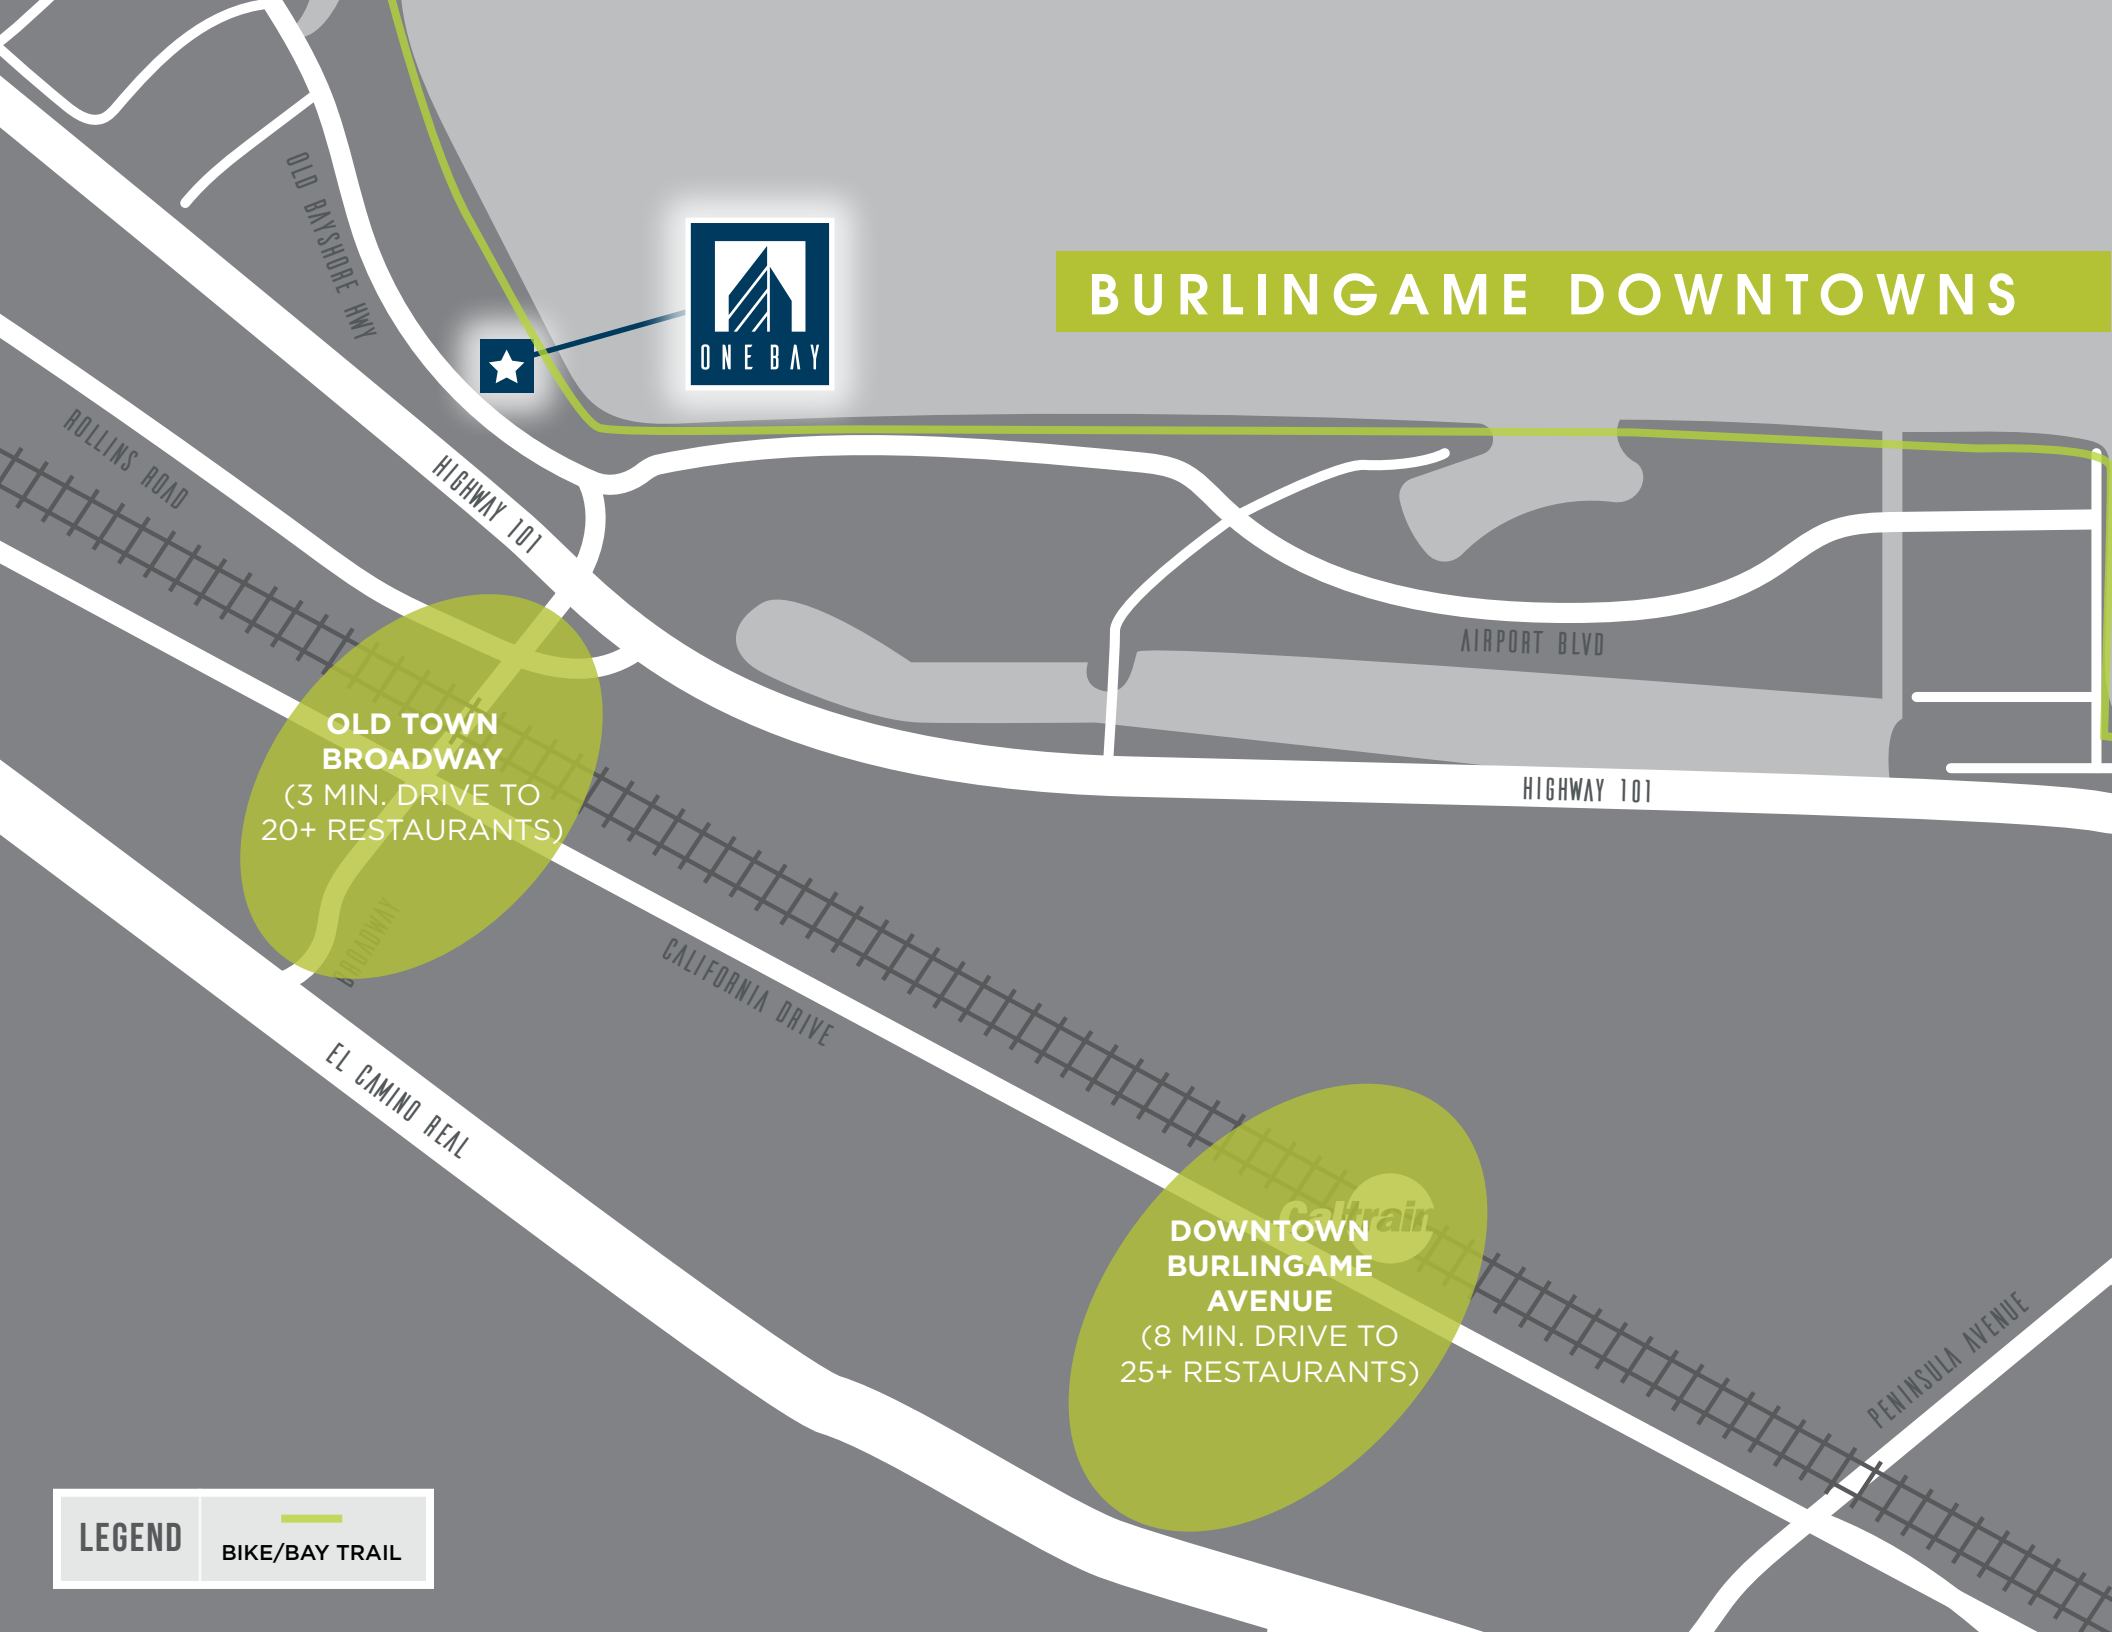 OLD BAYSHORE HWY
BURLINGAME DOWNTOWNS
ONE BAY
ROLLINS ROAD
HIGHWAY 101
AIRPORT BLVD
OLD TOWN
BROADWAY
(3 MIN. DRIVE TO
20+ RESTAURANTS)
HIGHWAY 101
BROADWAY
CALIFORNIA DRIVE
EL CAMINO REAL
Caltrain
DOWNTOWN
BURLINGAME
AVENUE
(8 MIN. DRIVE TO
25+ RESTAURANTS)
PENINSULA AVENUE
LEGEND
BIKE/BAY TRAIL